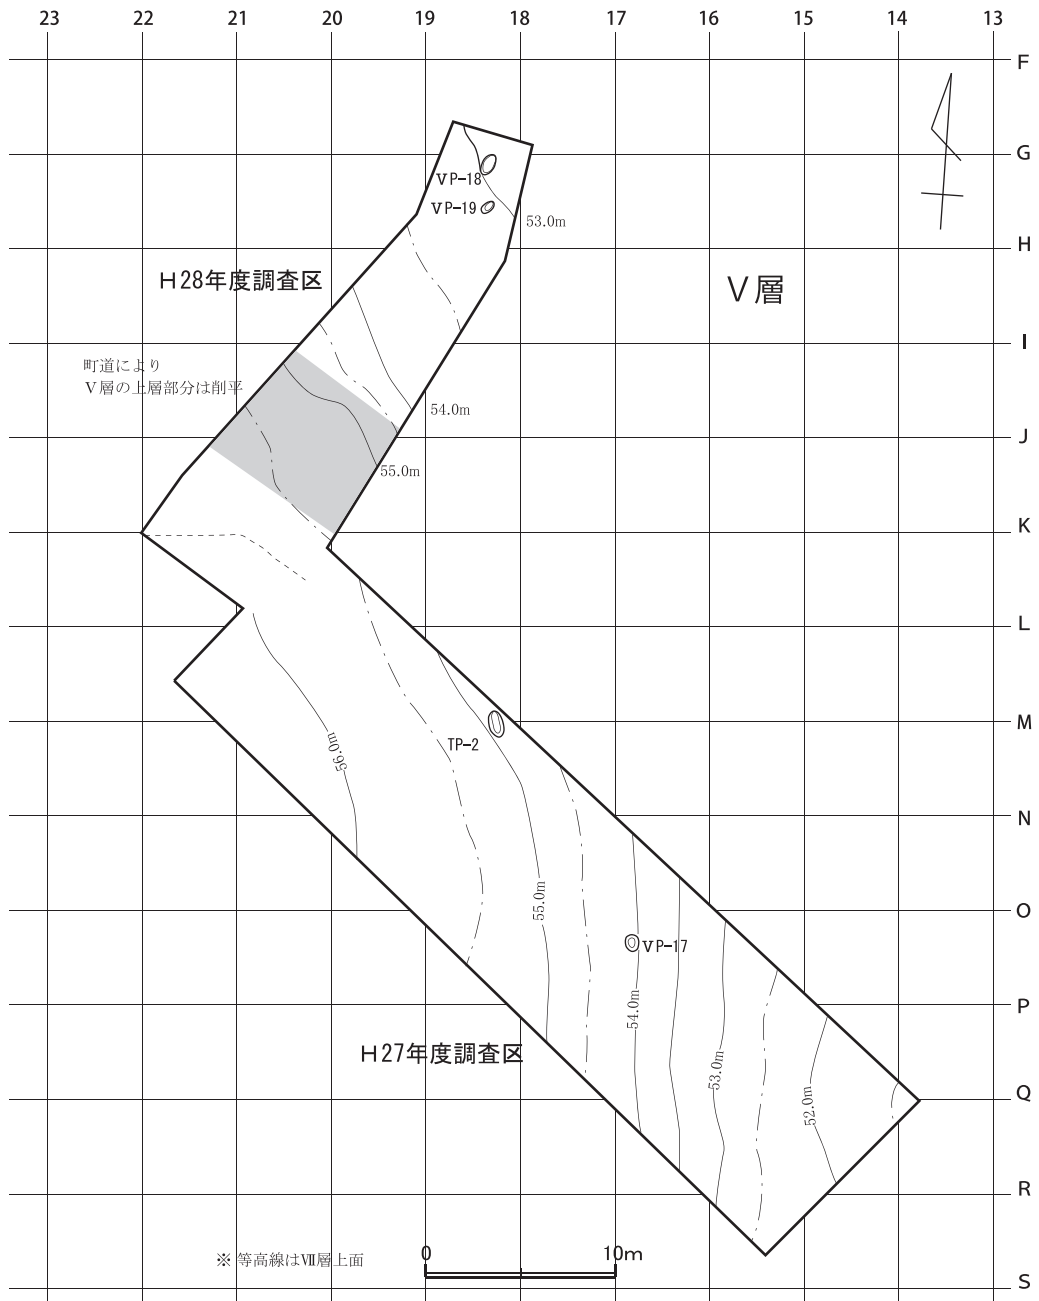 23 22 21 20 19 18 17 16 15 14 13
F
G
ⅤP-18
ⅤP-19
53.0m
H
H28年度調査区
Ⅴ層
I
町道により
Ⅴ層の上層部分は削平
54.0m
J
55.0m
K
L
M
TP-2
56.0m
N
55.0m
O
ⅤP-17
54.0m
P
H27年度調査区
53.0m
52.0m
Q
R
※ 等高線はⅦ層上面
0 10m
S